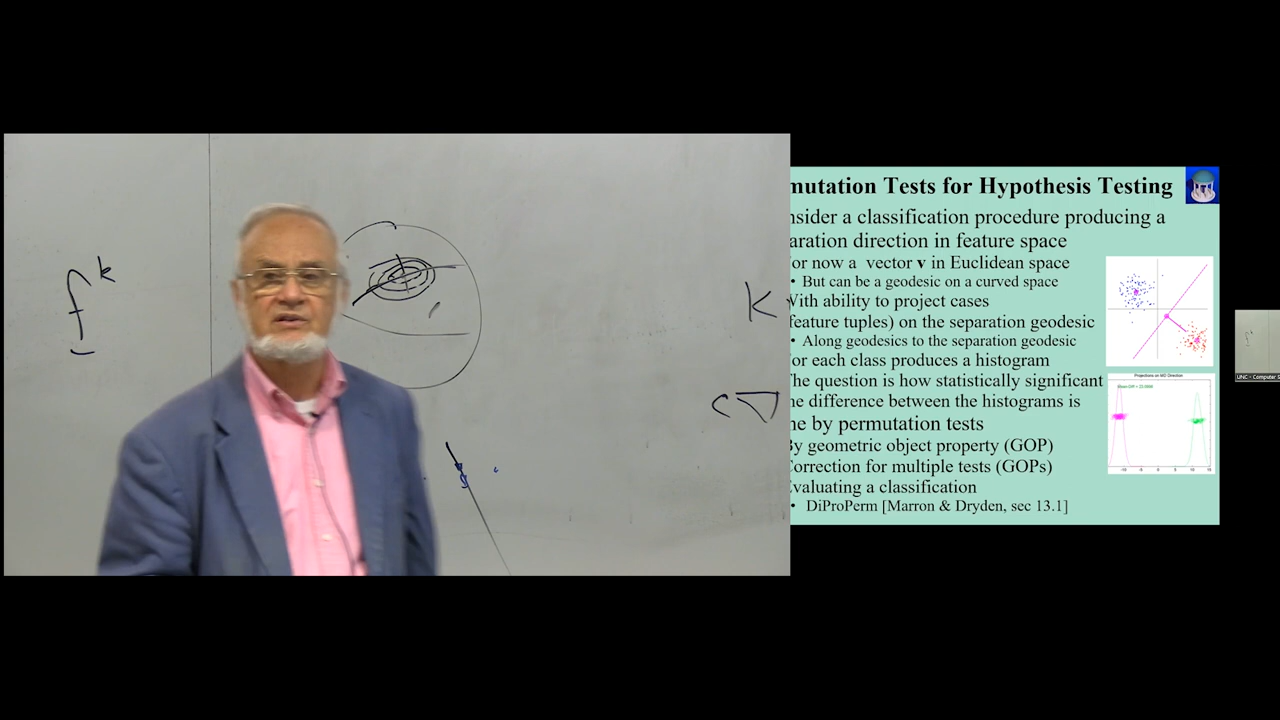 f^k
K
mutation Tests for Hypothesis Testing
nsider a classification procedure producing a
aration direction in feature space
or now a vector v in Euclidean space
• But can be a geodesic on a curved space
With ability to project cases
(feature tuples) on the separation geodesic
• Along geodesics to the separation geodesic
or each class produces a histogram
The question is how statistically significant
he difference between the histograms is
ne by permutation tests
By geometric object property (GOP)
Correction for multiple tests (GOPs)
Evaluating a classification
• DiProPerm [Marron & Dryden, sec 13.1]
Projections on MD Direction
UNC - Computer S